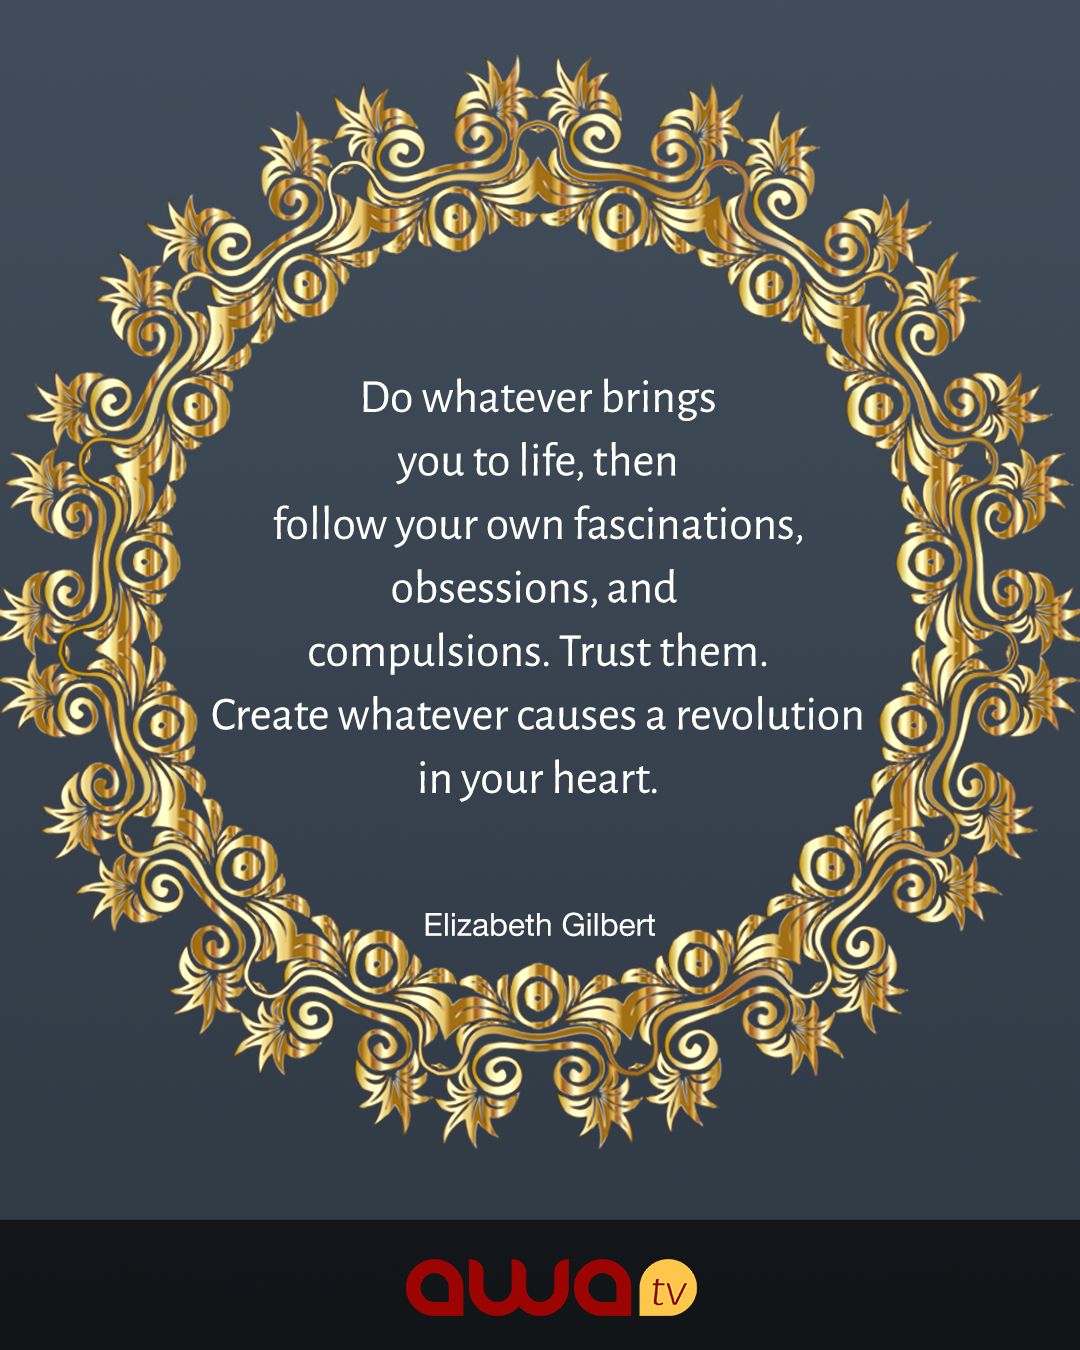 Do whatever brings
you to life, then
follow your own fascinations,
obsessions, and
compulsions. Trust them.
Create whatever causes a revolution
in your heart.
Elizabeth Gilbert
awa tv